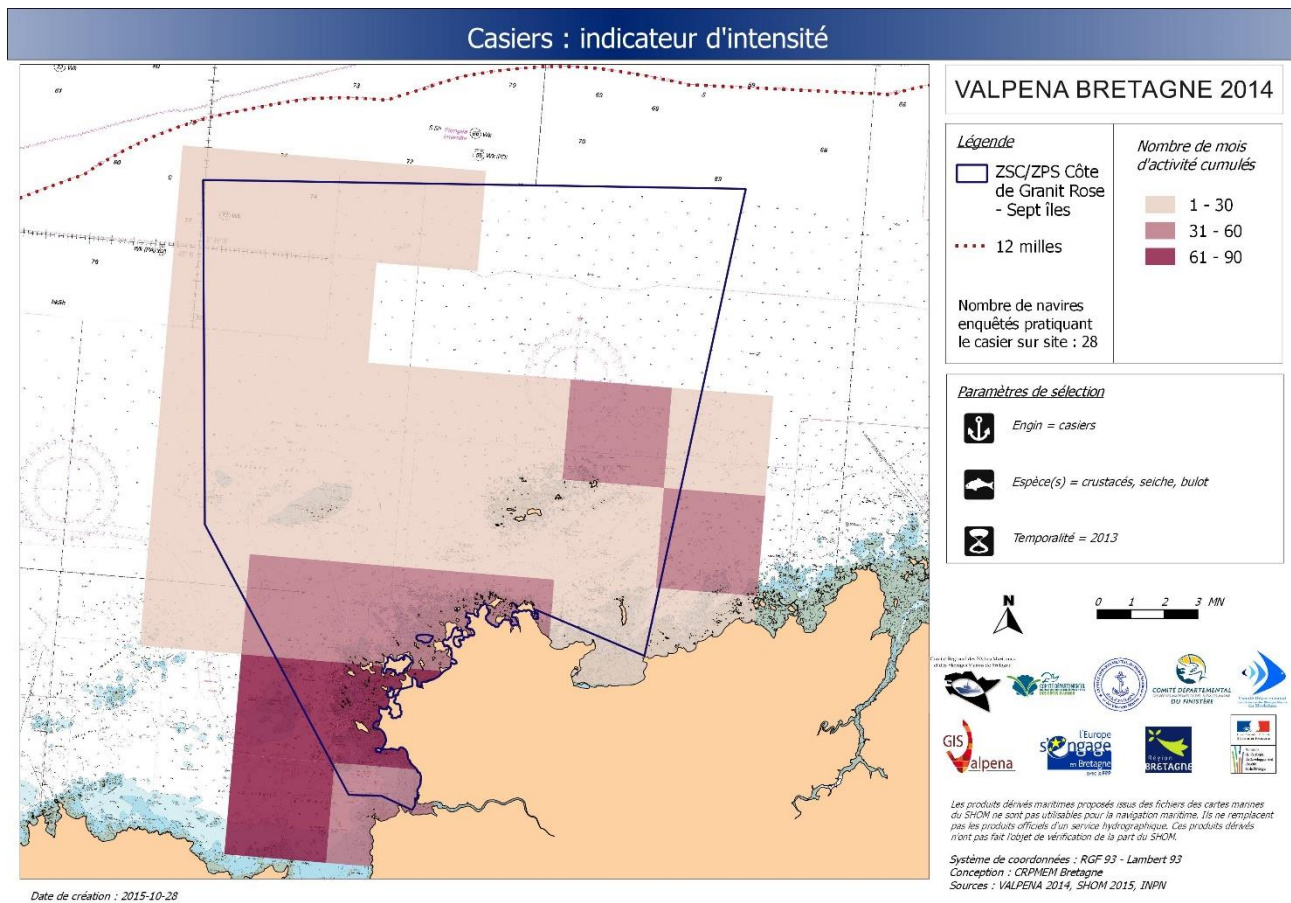 Casiers : indicateur d'intensité
VALPENA BRETAGNE 2014
Légende
ZSC/ZPS Côte
de Granit Rose
- Sept îles
12 milles
Nombre de navires
enquêtés pratiquant
le casier sur site : 28
Nombre de mois
d'activité cumulés
1 - 30
31 - 60
61 - 90
Paramètres de sélection
Engin = casiers
Espèce(s) = crustacés, seiche, bulot
Temporalité = 2013
N
0 1 2 3 MN
COMITÉ DÉPARTEMENTAL
DU FINISTÈRE
GIS
Valpena
l'Europe
s'engage
en Bretagne
Région
BRETAGNE
Les produits dérivés maritimes proposés issus des fichiers des cartes marines
du SHOM ne sont pas utilisables pour la navigation maritime. Ils ne remplacent
pas les produits officiels d'un service hydrographique. Ces produits dérivés
n'ont pas fait l'objet de vérification de la part du SHOM.
Système de coordonnées : RGF 93 - Lambert 93
Conception : CRPMEM Bretagne
Sources : VALPENA 2014, SHOM 2015, INPN
Date de création : 2015-10-28